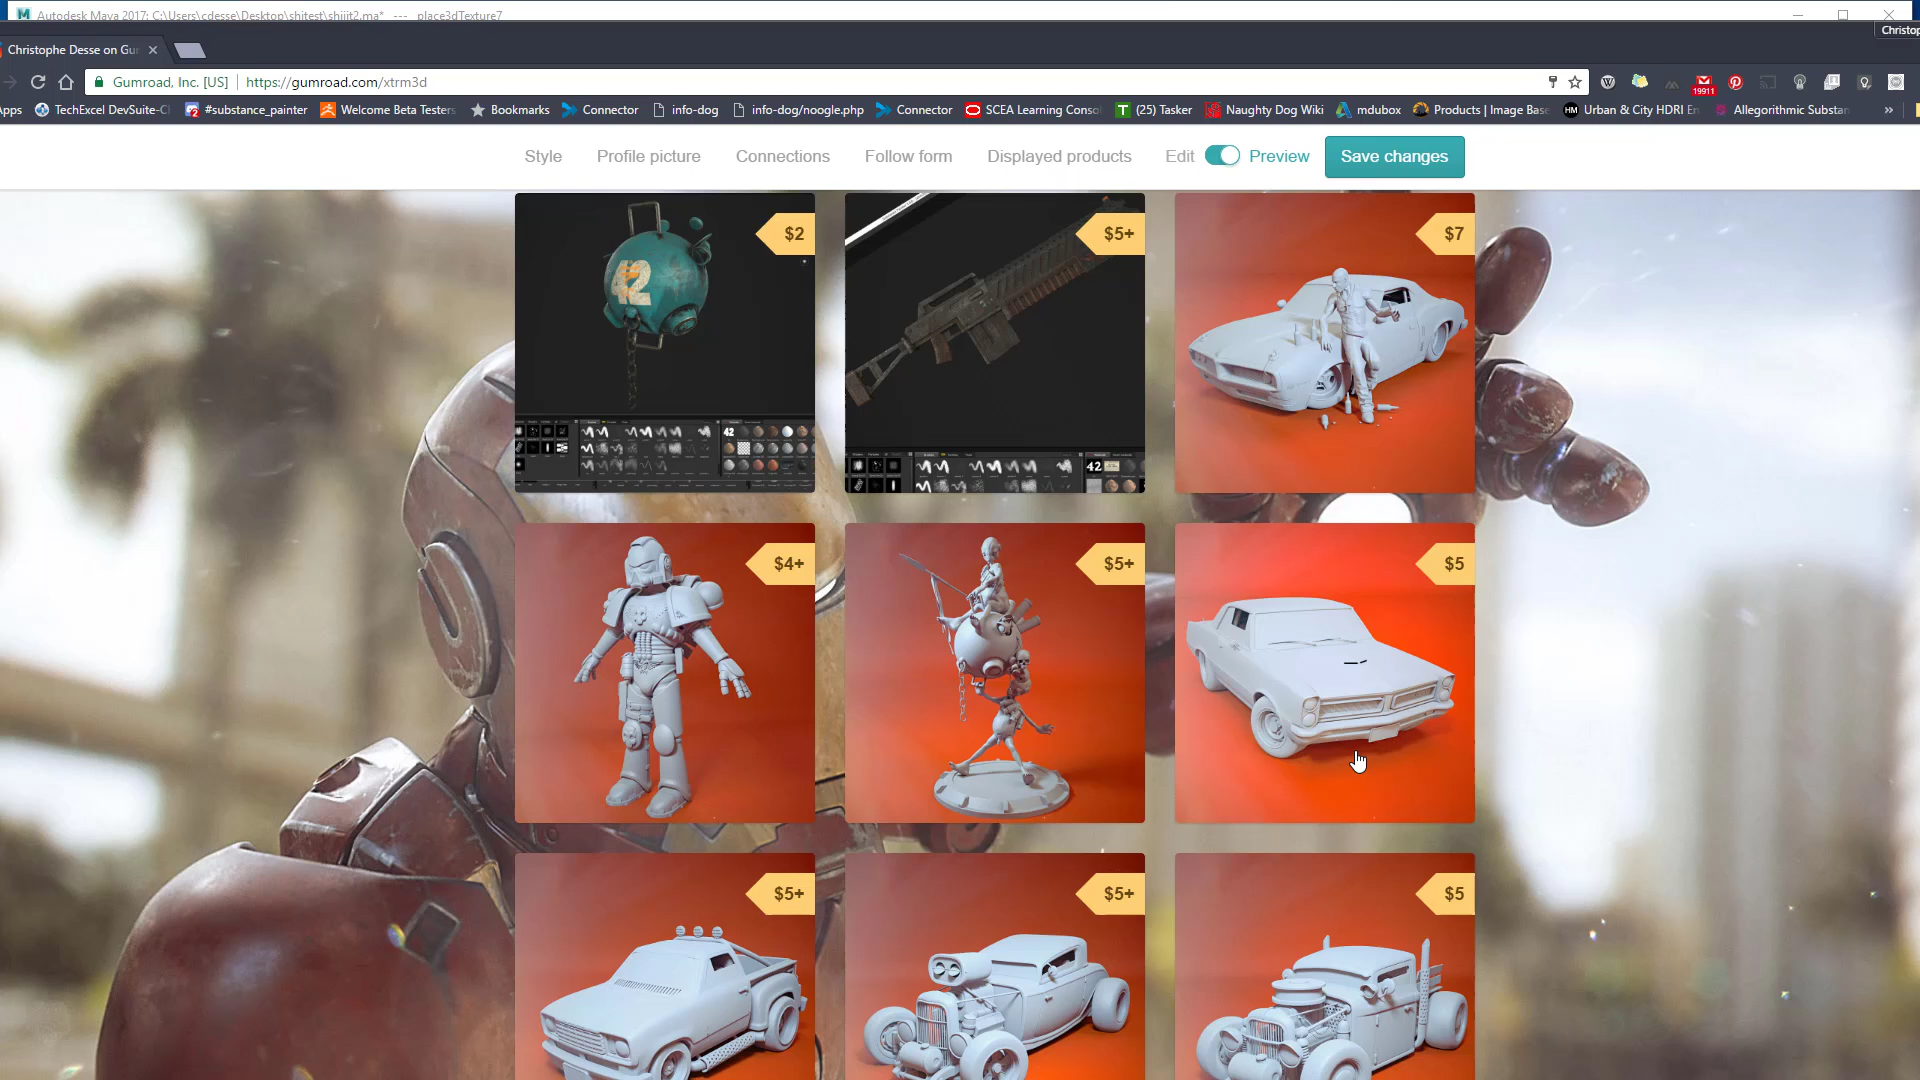 Autodesk Maya 2017: C:\Users\cdesse\Desktop\shitest\shiiit2.ma* --- place3dTexture7
Christop
Christophe Desse on Gu
Gumroad, Inc. [US] https://gumroad.com/xtrm3d
19911
Apps TechExcel DevSuite-Cl #substance_painter Welcome Beta Testers Bookmarks Connector info-dog info-dog/noogle.php Connector SCEA Learning Conso (25) Tasker Naughty Dog Wiki mdubox Products | Image Base Urban & City HDRI En Allegorithmic Substan »
Style Profile picture Connections Follow form Displayed products Edit Preview Save changes
$2 $5+ $7
42
42 42
$4+ $5+ $5
$5+ $5+ $5